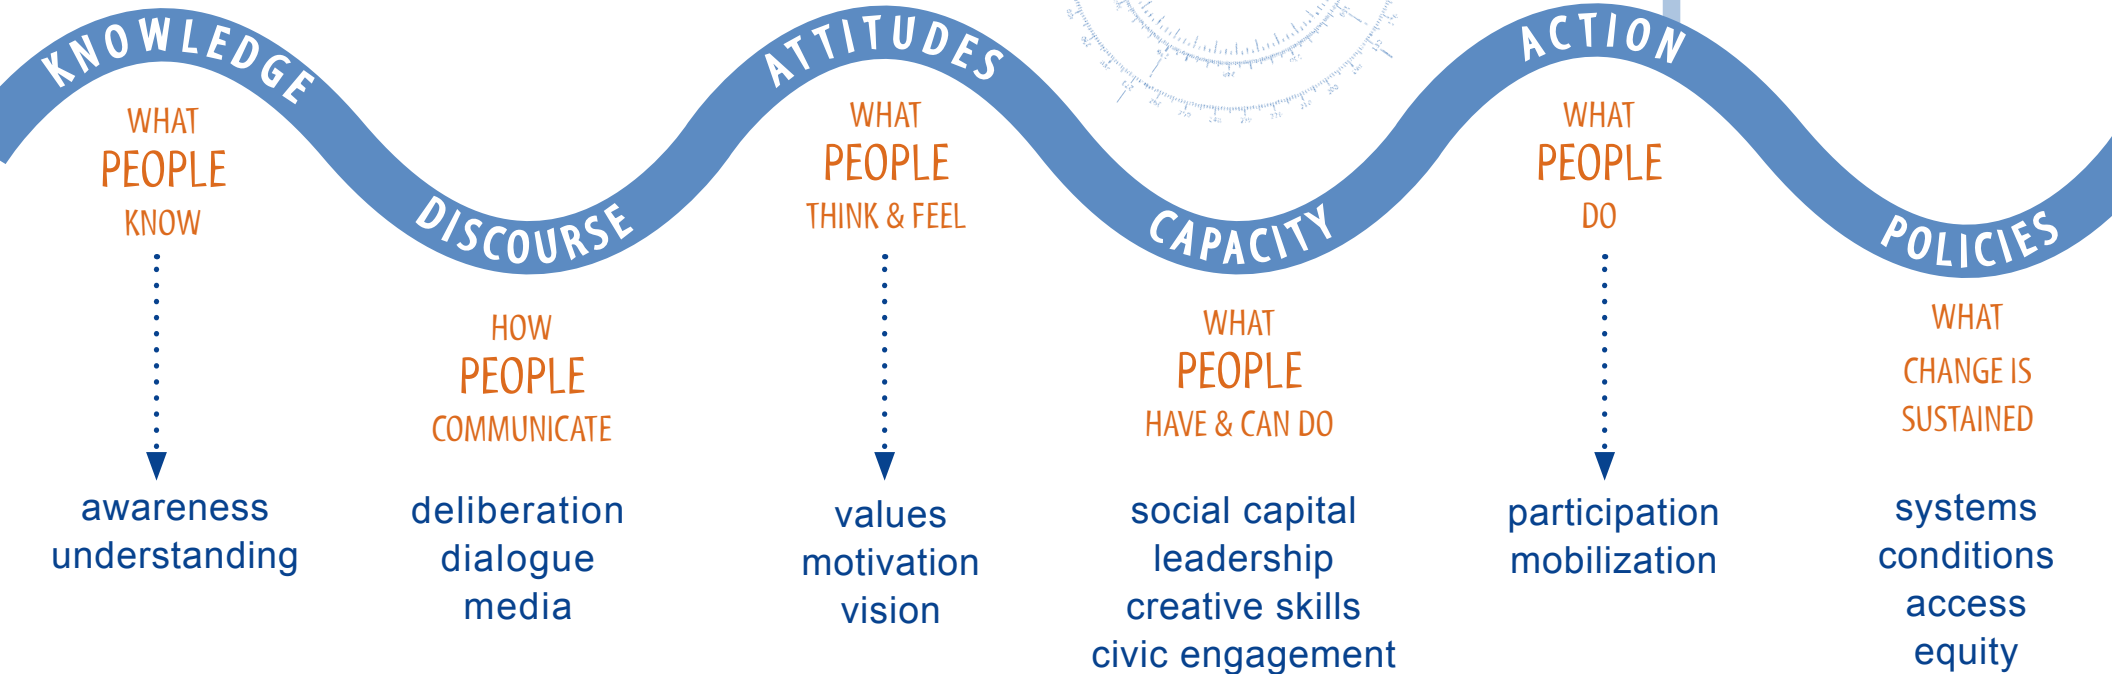 KNOWLEDGE
WHAT
PEOPLE
KNOW
awareness
understanding
DISCOURSE
HOW
PEOPLE
COMMUNICATE
deliberation
dialogue
media
ATTITUDES
WHAT
PEOPLE
THINK & FEEL
values
motivation
vision
CAPACITY
WHAT
PEOPLE
HAVE & CAN DO
social capital
leadership
creative skills
civic engagement
ACTION
WHAT
PEOPLE
DO
participation
mobilization
POLICIES
WHAT
CHANGE IS
SUSTAINED
systems
conditions
access
equity